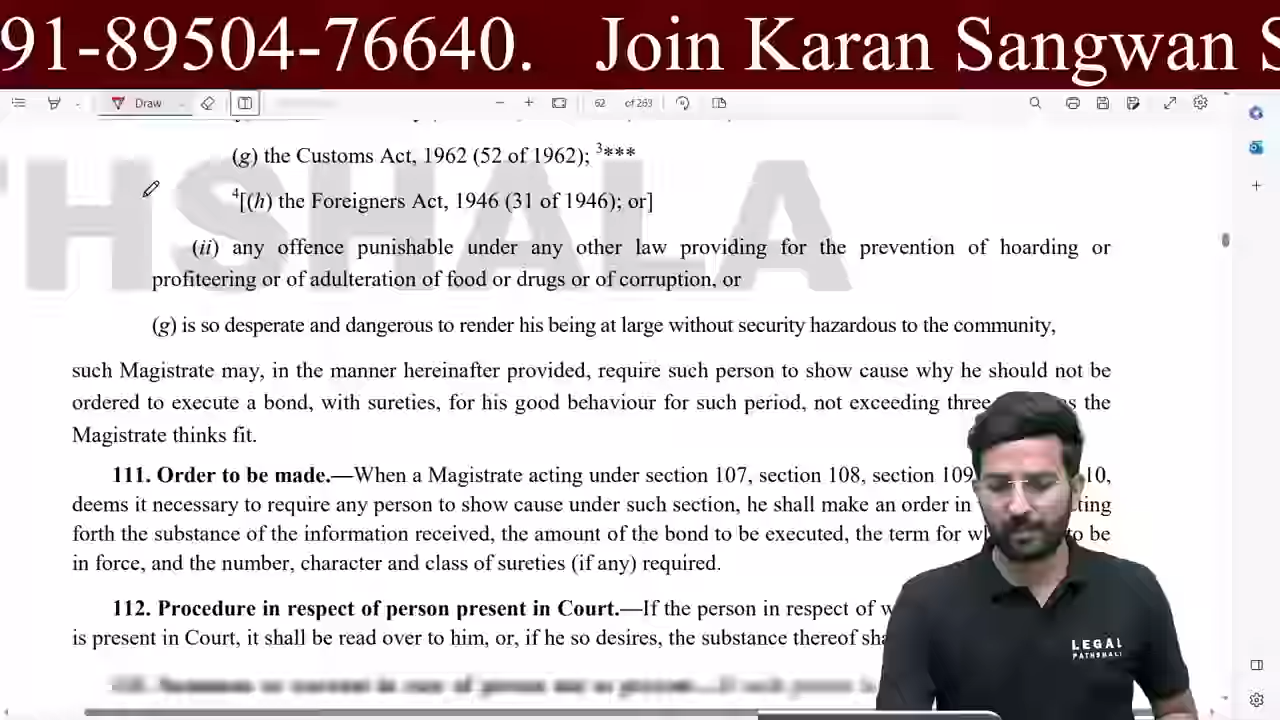 91-89504-76640. Join Karan Sangwan S
Draw 62 of 263
(g) the Customs Act, 1962 (52 of 1962); 3***
4[(h) the Foreigners Act, 1946 (31 of 1946); or]
THSHALA
(ii) any offence punishable under any other law providing for the prevention of hoarding or
profiteering or of adulteration of food or drugs or of corruption, or
(g) is so desperate and dangerous to render his being at large without security hazardous to the community,
such Magistrate may, in the manner hereinafter provided, require such person to show cause why he should not be
ordered to execute a bond, with sureties, for his good behaviour for such period, not exceeding three s the
Magistrate thinks fit.
111. Order to be made.—When a Magistrate acting under section 107, section 108, section 109 10,
deems it necessary to require any person to show cause under such section, he shall make an order in ting
forth the substance of the information received, the amount of the bond to be executed, the term for wh to be
in force, and the number, character and class of sureties (if any) required.
112. Procedure in respect of person present in Court.—If the person in respect of w
is present in Court, it shall be read over to him, or, if he so desires, the substance thereof sha
LEGAL
PATHSHALA